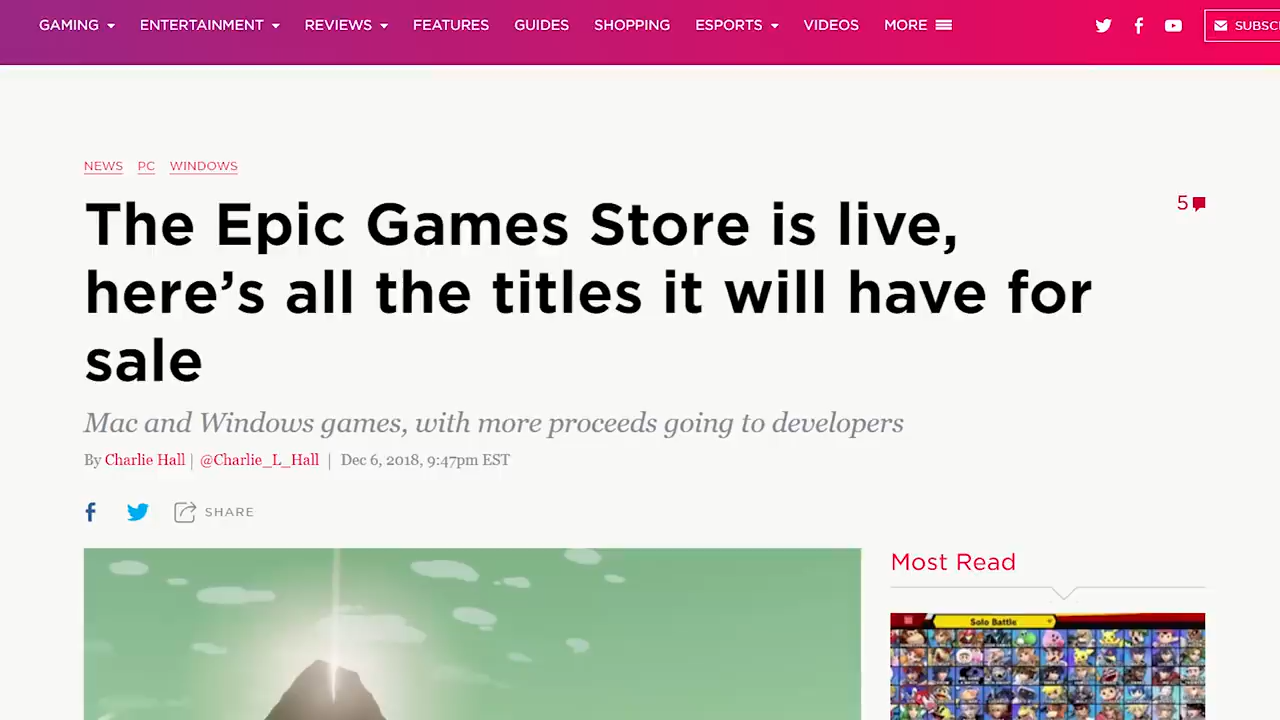 GAMING ENTERTAINMENT REVIEWS FEATURES GUIDES SHOPPING ESPORTS VIDEOS MORE
NEWS PC WINDOWS
The Epic Games Store is live,
5
here’s all the titles it will have for
sale
Mac and Windows games, with more proceeds going to developers
By Charlie Hall | @Charlie_L_Hall | Dec 6, 2018, 9:47pm EST
SHARE
Most Read
Solo Battle